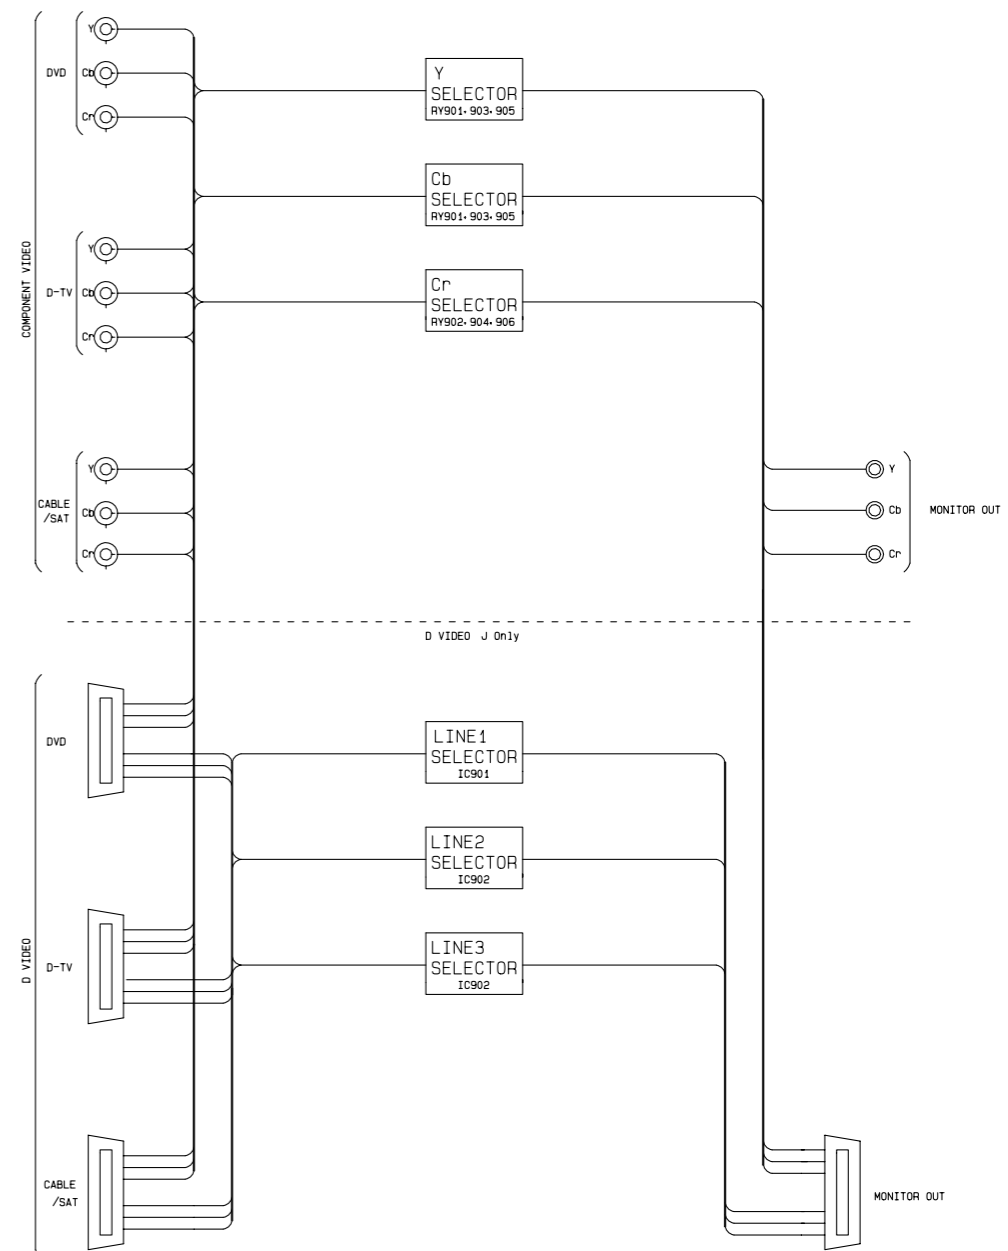 COMPONENT VIDEO
DVD
Y
Cb
Cr
D-TV
Y
Cb
Cr
CABLE
/SAT
Y
Cb
Cr
Y
SELECTOR
RY901,903,905
Cb
SELECTOR
RY901,903,905
Cr
SELECTOR
RY902,904,906
Y
Cb
Cr
MONITOR OUT
D VIDEO J Only
D VIDEO
DVD
D-TV
CABLE
/SAT
LINE1
SELECTOR
IC901
LINE2
SELECTOR
IC902
LINE3
SELECTOR
IC902
MONITOR OUT